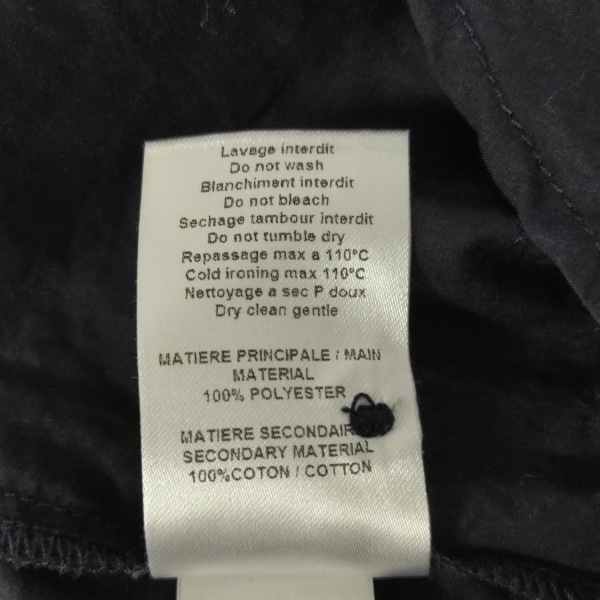 Lavage interdit
Do not wash
Blanchiment interdit
Do not bleach
Sechage tambour interdit
Do not tumble dry
Repassage max a 110°C
Cold ironing max 110°C
Nettoyage a sec P doux
Dry clean gentle
MATIERE PRINCIPALE / MAIN
MATERIAL
100% POLYESTER
MATIERE
SECONDARY MATERIAL
100%COTON / COTTON